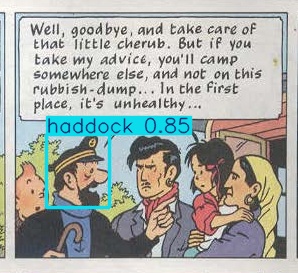 Well, goodbye, and take care of
that little cherub. But if you
take my advice, you'll camp
somewhere else, and not on this
rubbish-dump... In the first
place, it's unhealthy...
haddock 0.85